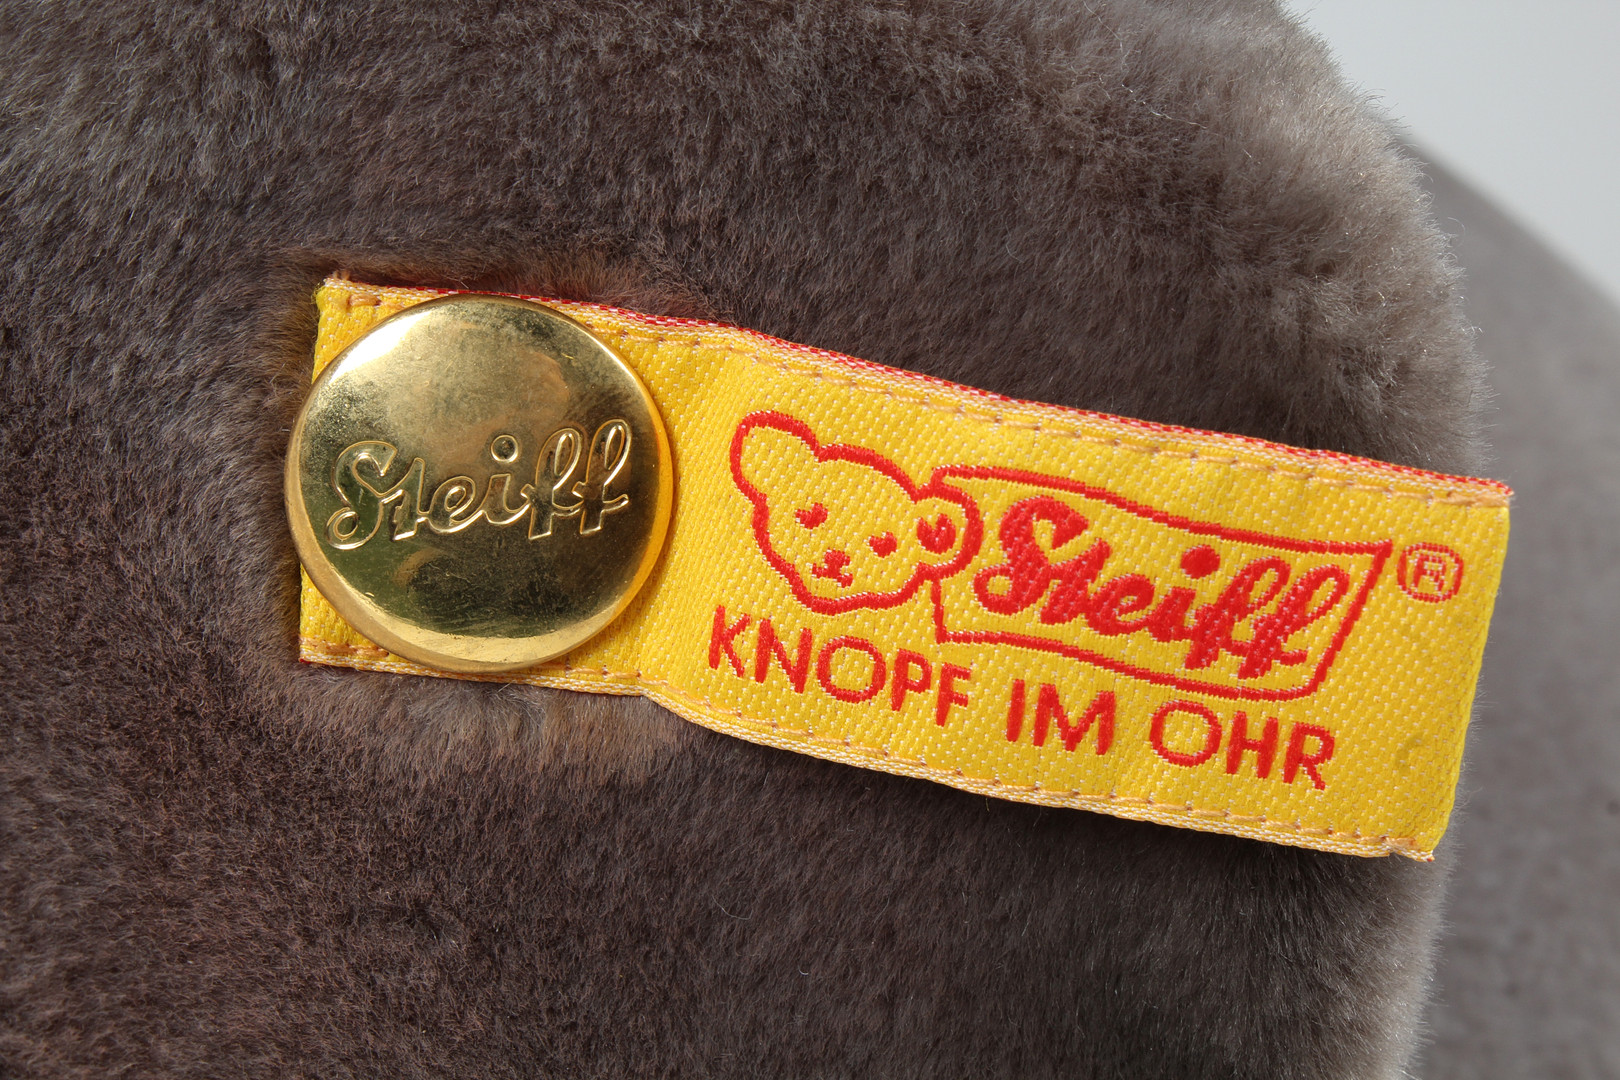 Steiff
Steiff ®
KNOPF IM OHR